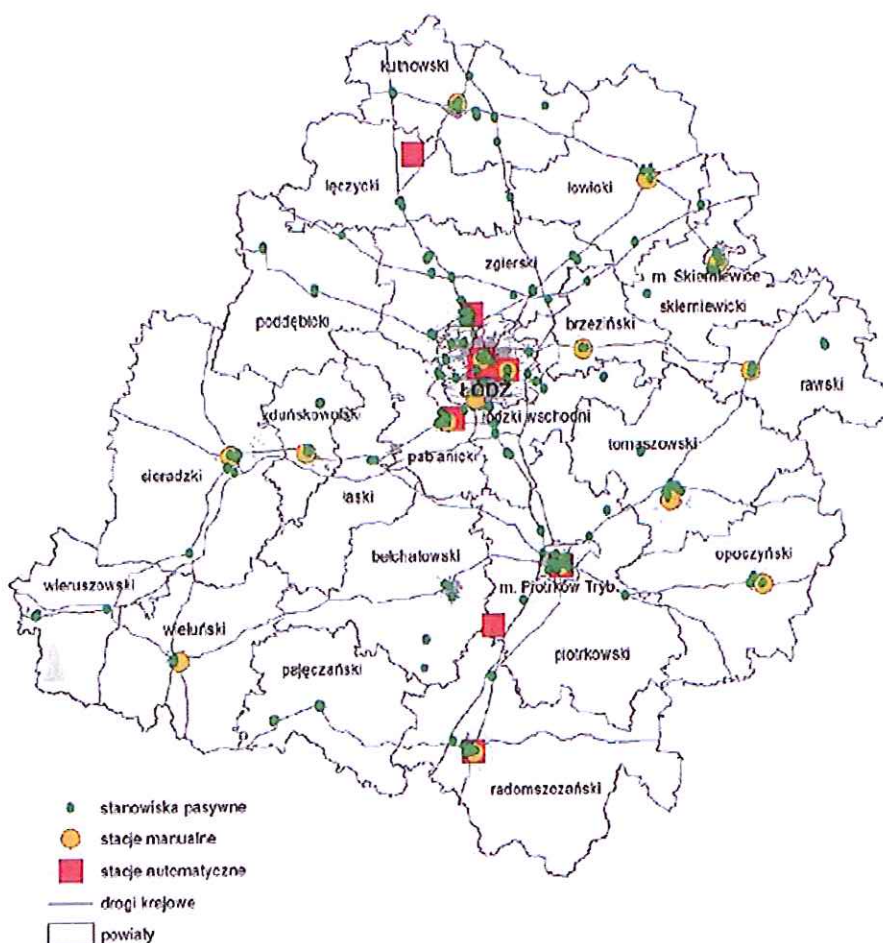 kutnowski
łęczycki
łowicki
zgierski
m. Skierniewice
skierniewicki
poddębicki
brzeziński
rawski
ŁÓDŹ
zduńskowolski
łódzki wschodni
tomaszowski
sieradzki
pabianicki
łaski
bełchatowski
opoczyński
wieruszowski
m. Piotrków Tryb.
wieluński
piotrkowski
pajęczański
radomszczański
stanowiska pasywne
stacje manualne
stacje automatyczne
drogi krajowe
powiaty